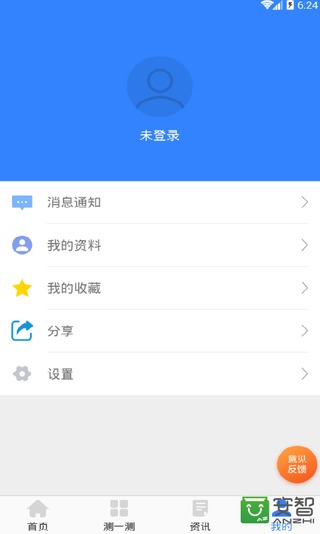 6.24
未登录
消息通知
我的资料
我的收藏
分享
设置
意见
反馈
首页
测一测
资讯
我的
安智
ANZHI